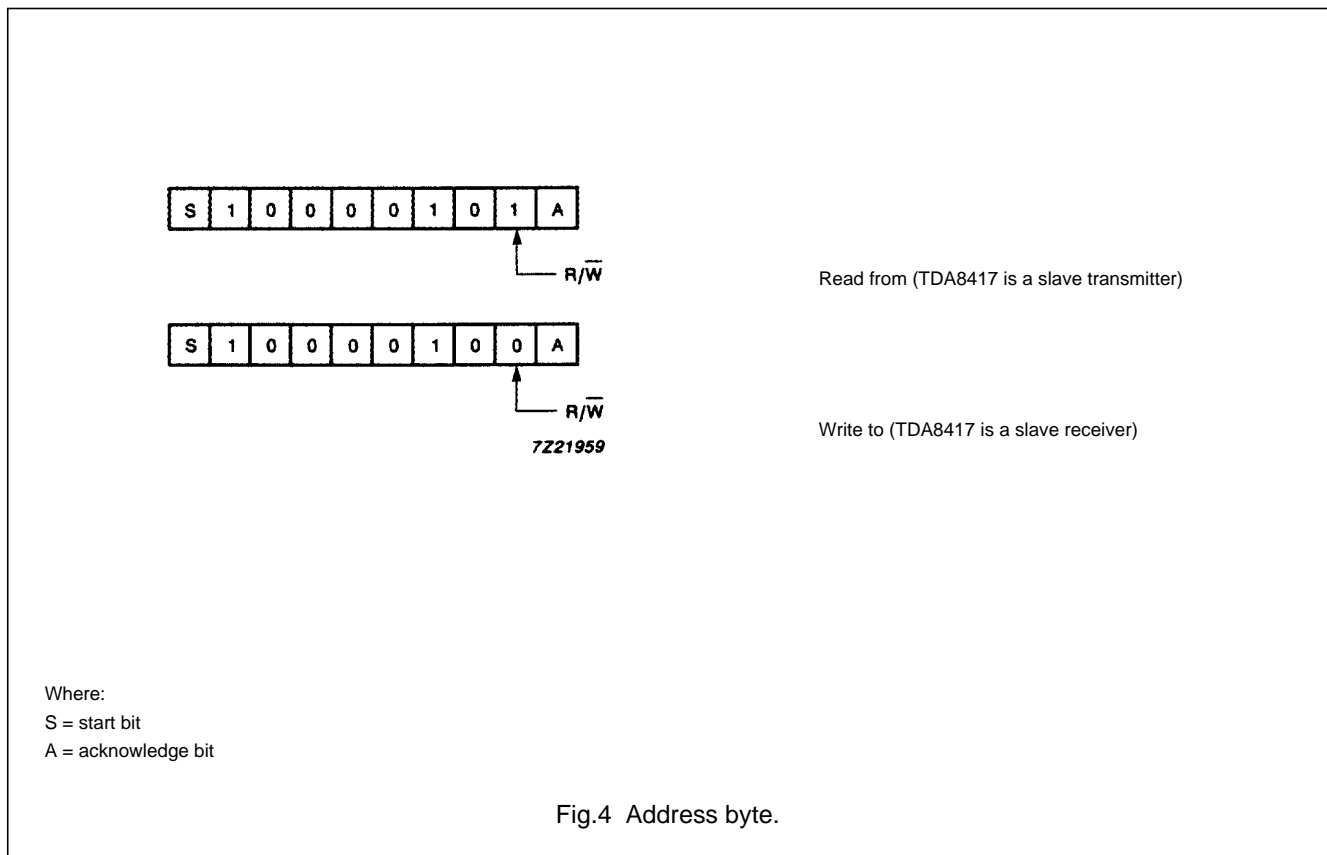 S 1 0 0 0 0 1 0 1 A
R/W̅
Read from (TDA8417 is a slave transmitter)
S 1 0 0 0 0 1 0 0 A
R/W̅
7Z21959
Write to (TDA8417 is a slave receiver)
Where:
S = start bit
A = acknowledge bit
Fig.4 Address byte.